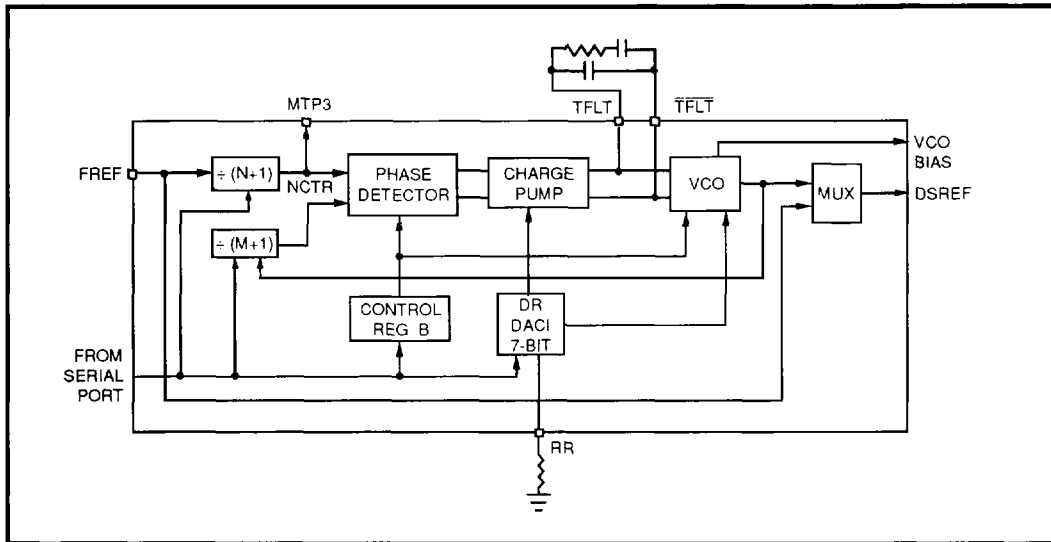 MTP3
TFLT
T̅F̅L̅T̅
FREF
÷ (N+1)
NCTR
PHASE
DETECTOR
CHARGE
PUMP
VCO
VCO
BIAS
MUX
DSREF
÷ (M+1)
CONTROL
REG B
DR
DACI
7-BIT
FROM
SERIAL
PORT
RR